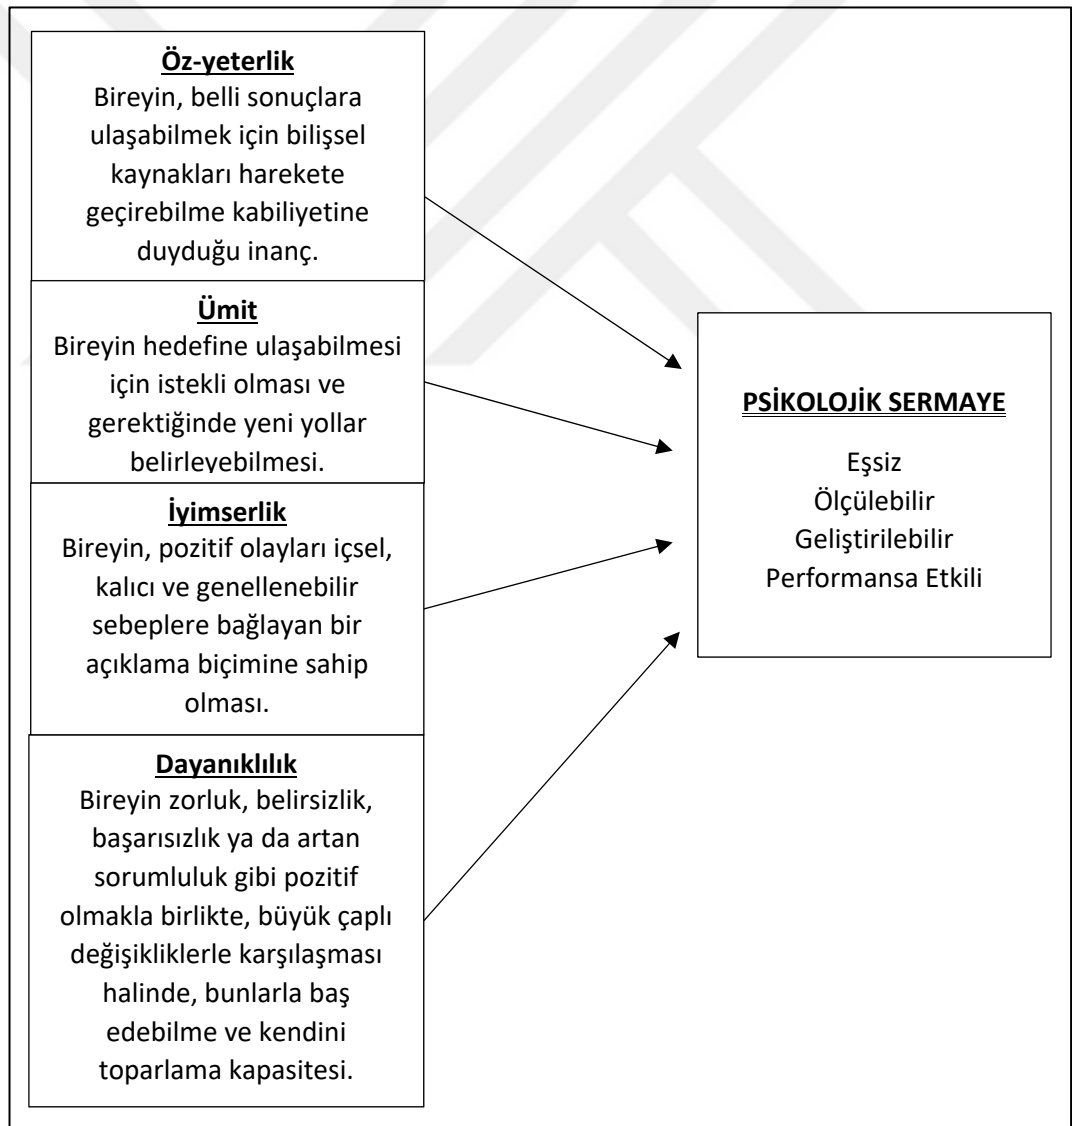 Öz-yeterlik
Bireyin, belli sonuçlara
ulaşabilmek için bilişsel
kaynakları harekete
geçirebilme kabiliyetine
duyduğu inanç.
Ümit
Bireyin hedefine ulaşabilmesi
için istekli olması ve
gerektiğinde yeni yollar
belirleyebilmesi.
İyimserlik
Bireyin, pozitif olayları içsel,
kalıcı ve genellenebilir
sebeplere bağlayan bir
açıklama biçimine sahip
olması.
Dayanıklılık
Bireyin zorluk, belirsizlik,
başarısızlık ya da artan
sorumluluk gibi pozitif
olmakla birlikte, büyük çaplı
değişikliklerle karşılaşması
halinde, bunlarla baş
edebilme ve kendini
toparlama kapasitesi.
PSİKOLOJİK SERMAYE
Eşsiz
Ölçülebilir
Geliştirilebilir
Performansa Etkili